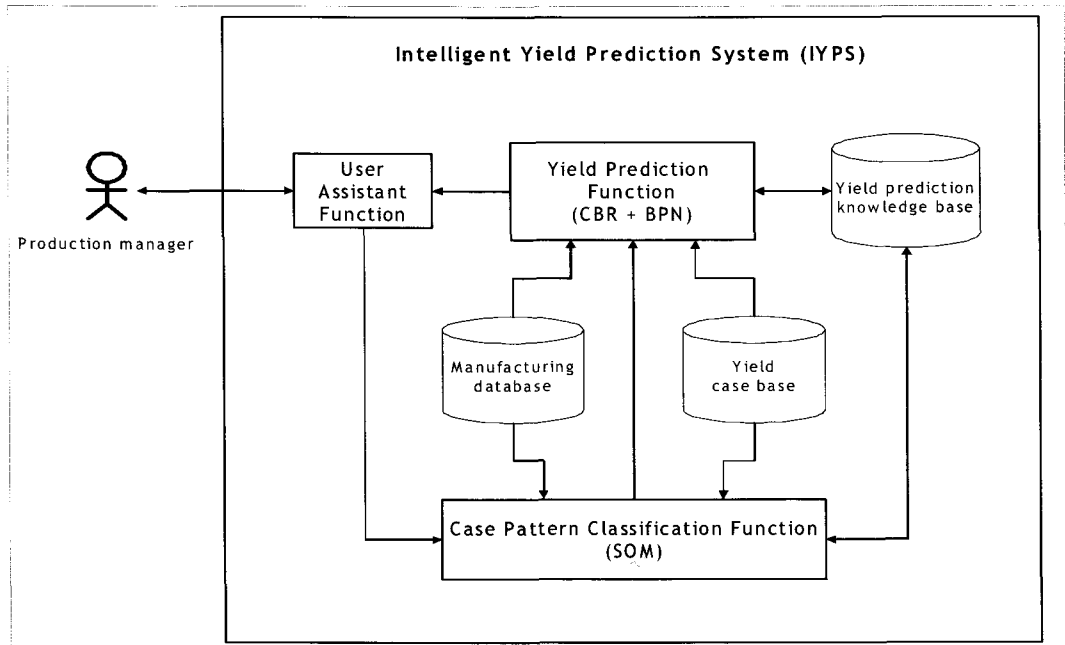 Intelligent Yield Prediction System (IYPS)
User
Assistant
Function
Yield Prediction
Function
(CBR + BPN)
Yield prediction
knowledge base
Production manager
Manufacturing
database
Yield
case base
Case Pattern Classification Function
(SOM)